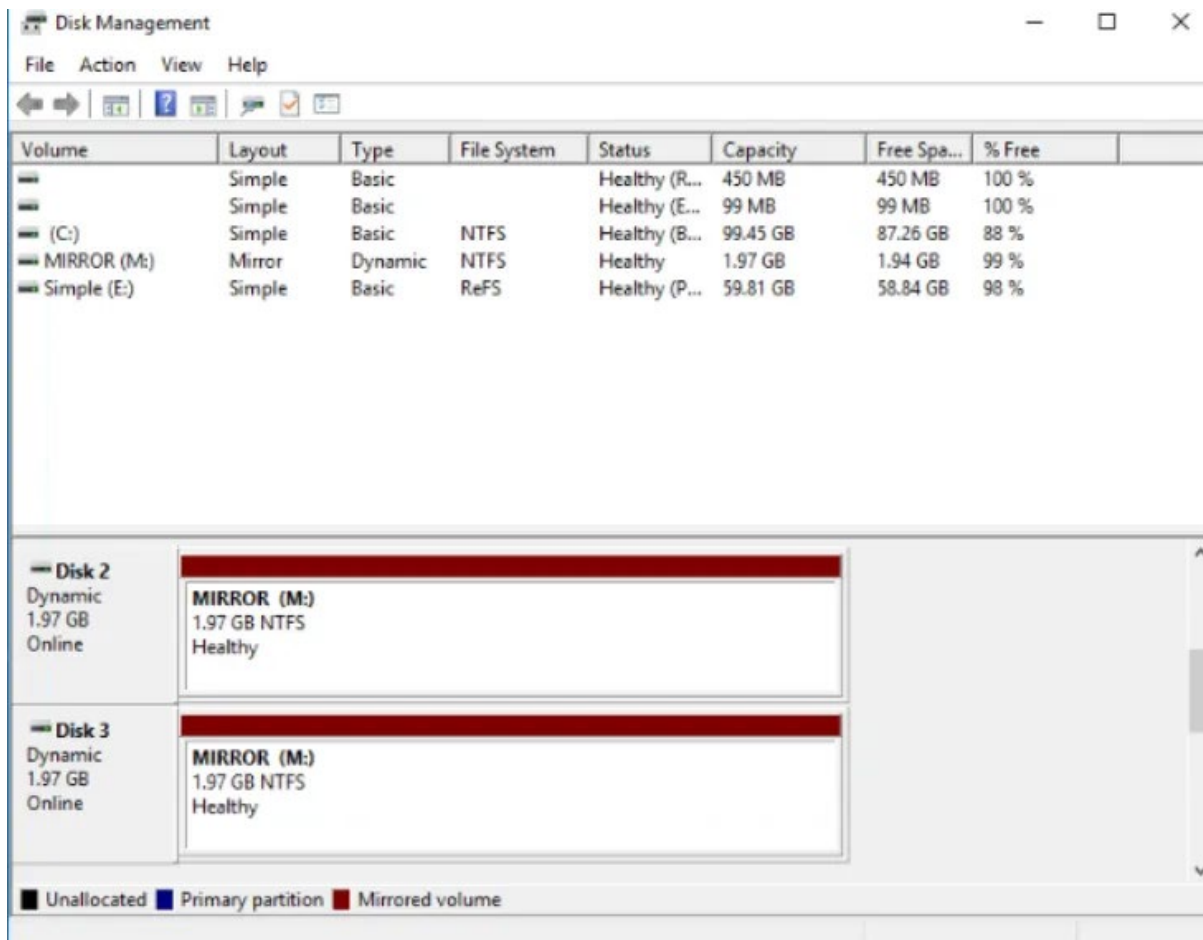 Disk Management
File Action View Help
Volume Layout Type File System Status Capacity Free Spa... % Free
Simple Basic Healthy (R... 450 MB 450 MB 100 %
Simple Basic Healthy (E... 99 MB 99 MB 100 %
(C:) Simple Basic NTFS Healthy (B... 99.45 GB 87.26 GB 88 %
MIRROR (M:) Mirror Dynamic NTFS Healthy 1.97 GB 1.94 GB 99 %
Simple (E:) Simple Basic ReFS Healthy (P... 59.81 GB 58.84 GB 98 %
Disk 2
Dynamic
1.97 GB
Online
MIRROR (M:)
1.97 GB NTFS
Healthy
Disk 3
Dynamic
1.97 GB
Online
MIRROR (M:)
1.97 GB NTFS
Healthy
Unallocated Primary partition Mirrored volume